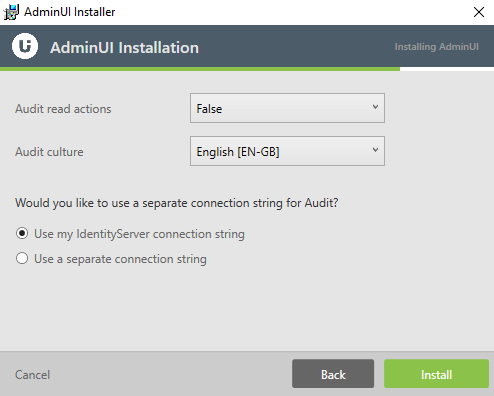 AdminUI Installer
AdminUI Installation
Installing AdminUI
Audit read actions
False
Audit culture
English [EN-GB]
Would you like to use a separate connection string for Audit?
Use my IdentityServer connection string
Use a separate connection string
Cancel
Back
Install